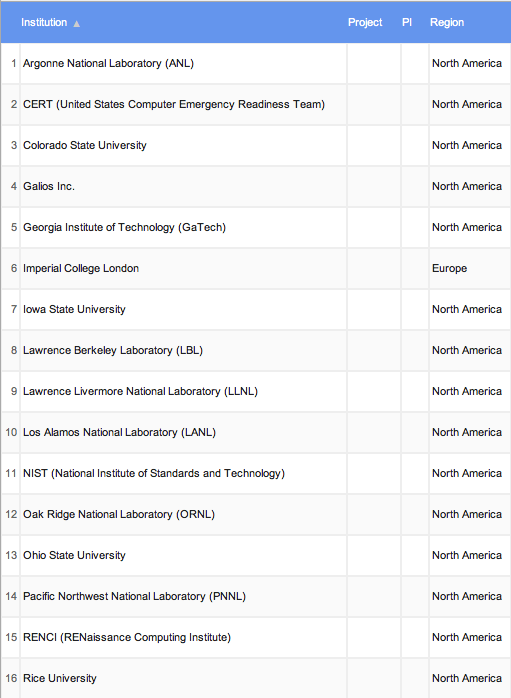 Institution ▲ Project PI Region
1 Argonne National Laboratory (ANL) North America
2 CERT (United States Computer Emergency Readiness Team) North America
3 Colorado State University North America
4 Galios Inc. North America
5 Georgia Institute of Technology (GaTech) North America
6 Imperial College London Europe
7 Iowa State University North America
8 Lawrence Berkeley Laboratory (LBL) North America
9 Lawrence Livermore National Laboratory (LLNL) North America
10 Los Alamos National Laboratory (LANL) North America
11 NIST (National Institute of Standards and Technology) North America
12 Oak Ridge National Laboratory (ORNL) North America
13 Ohio State University North America
14 Pacific Northwest National Laboratory (PNNL) North America
15 RENCI (RENaissance Computing Institute) North America
16 Rice University North America